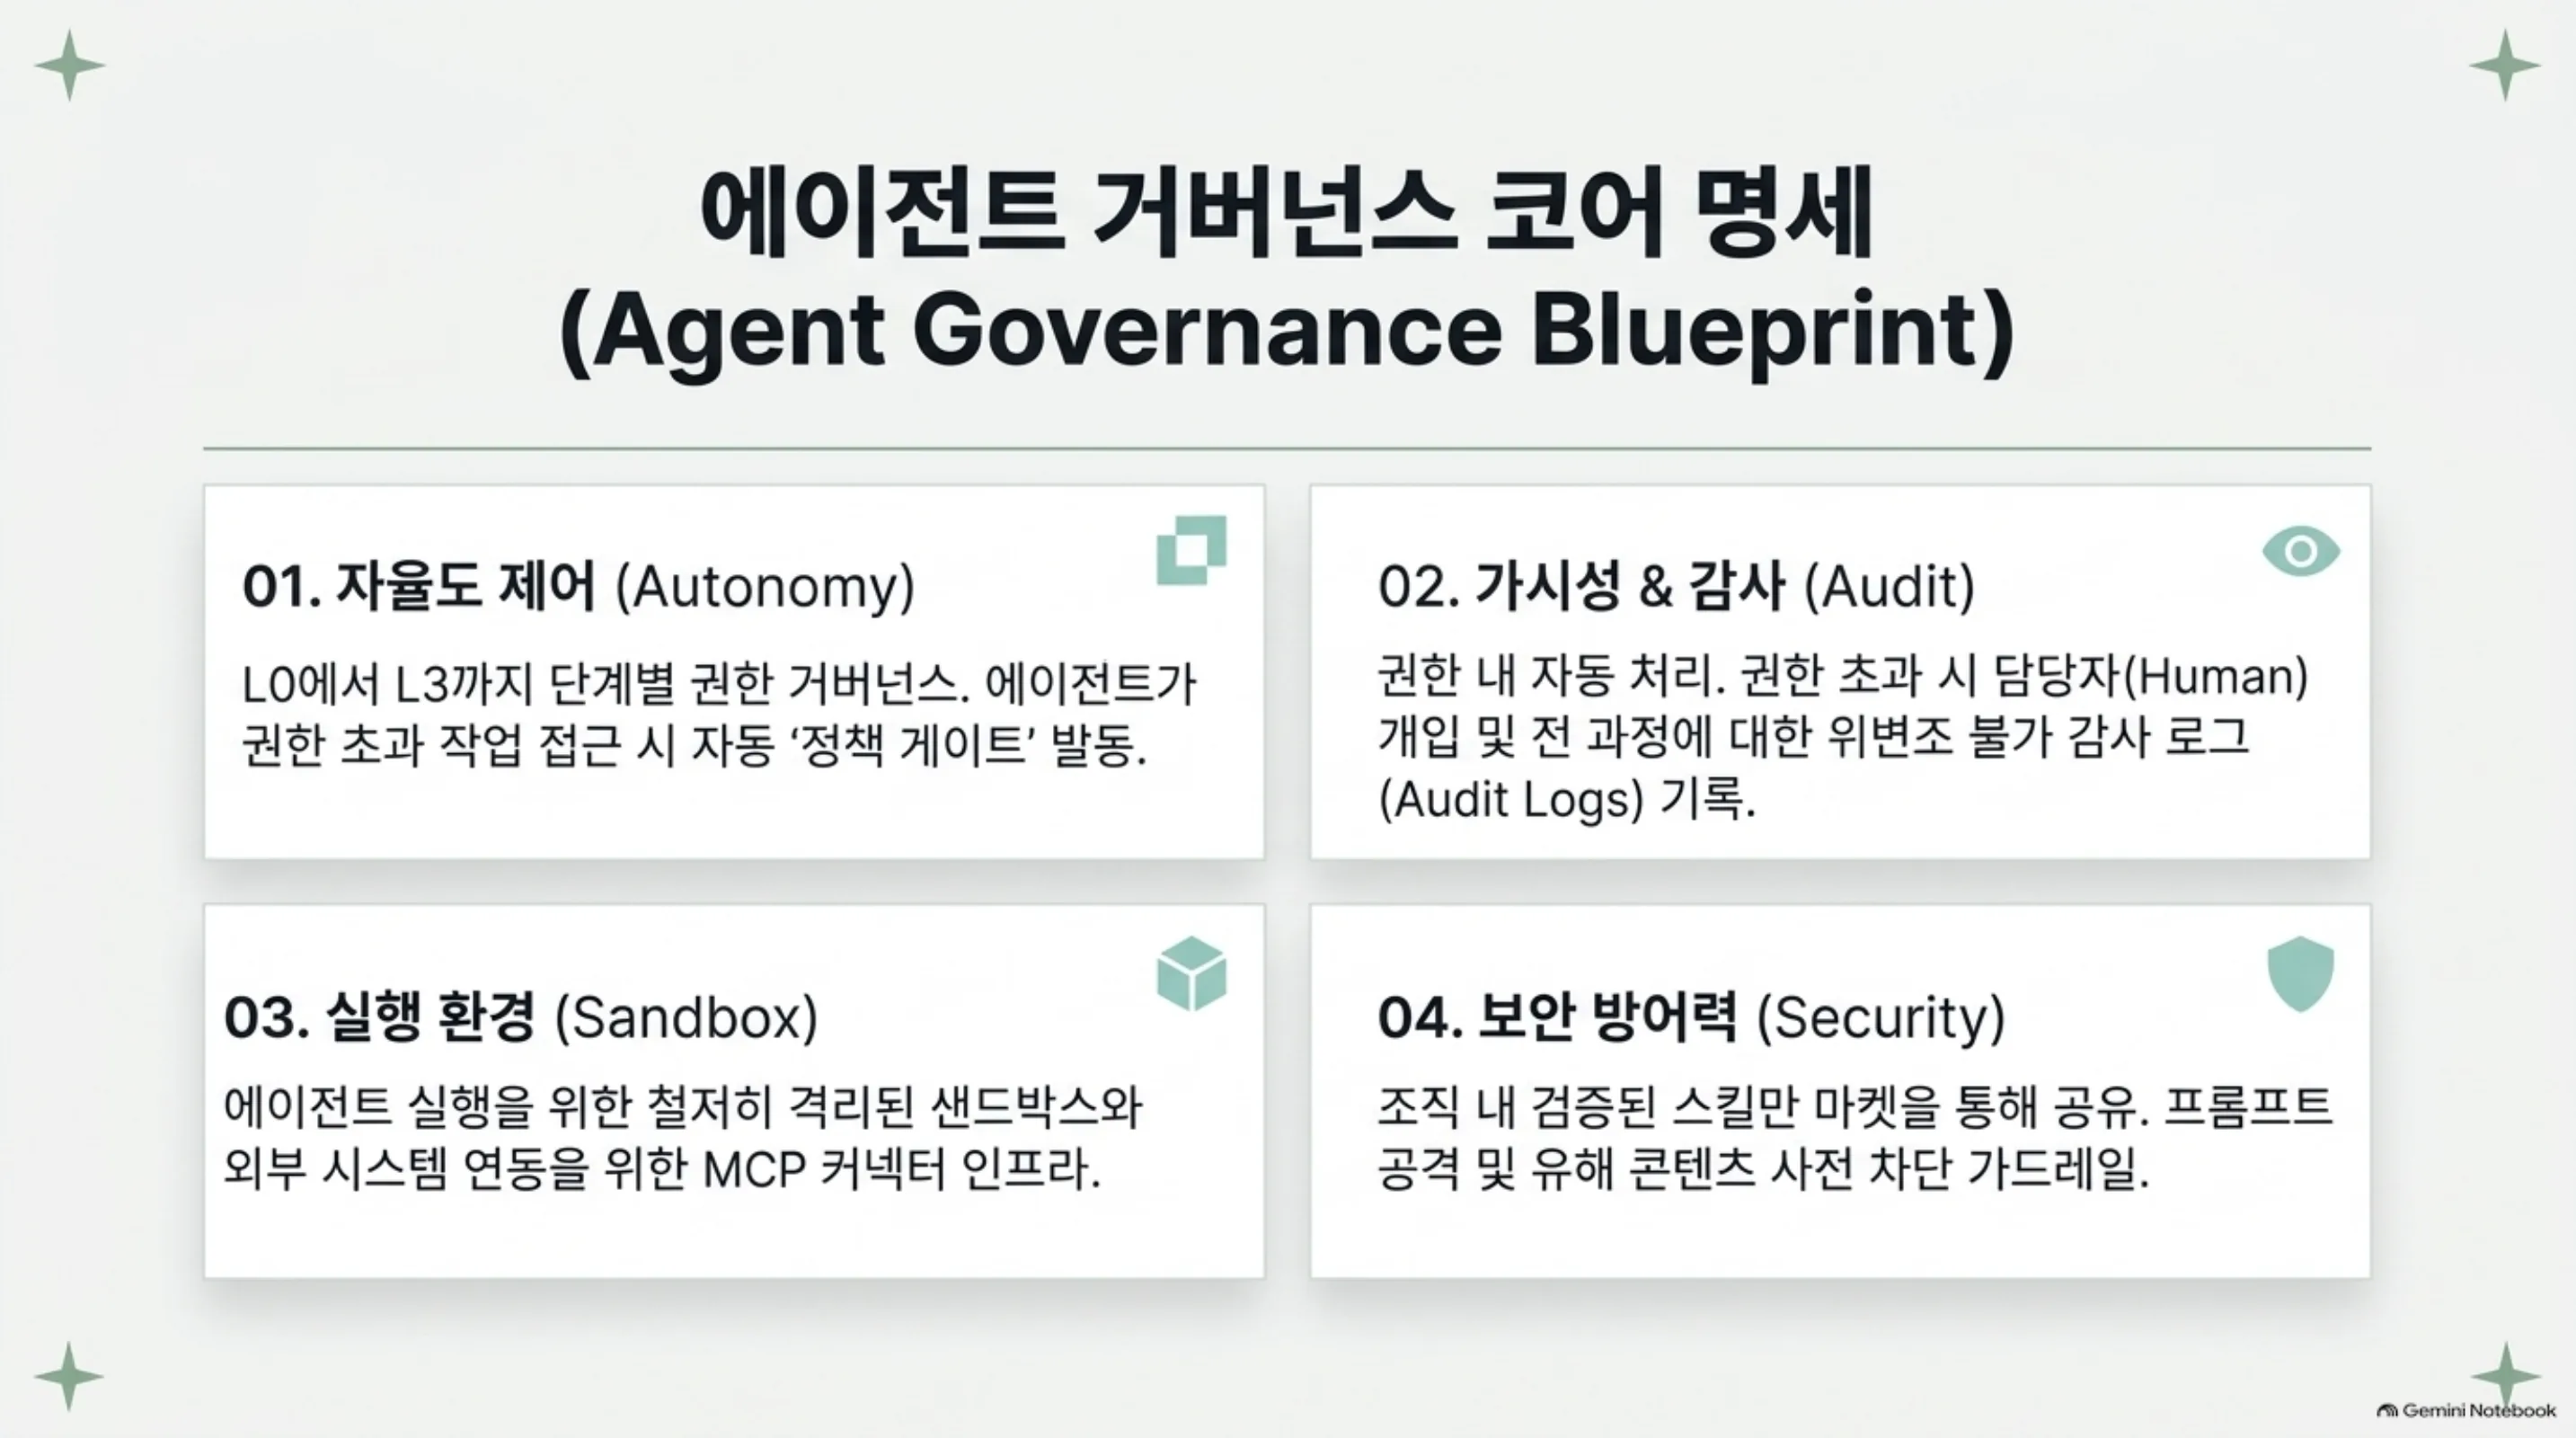 에이전트 거버넌스 코어 명세
(Agent Governance Blueprint)
01. 자율도 제어 (Autonomy)
L0에서 L3까지 단계별 권한 거버넌스. 에이전트가
권한 초과 작업 접근 시 자동 ‘정책 게이트’ 발동.
02. 가시성 & 감사 (Audit)
권한 내 자동 처리. 권한 초과 시 담당자(Human)
개입 및 전 과정에 대한 위변조 불가 감사 로그
(Audit Logs) 기록.
03. 실행 환경 (Sandbox)
에이전트 실행을 위한 철저히 격리된 샌드박스와
외부 시스템 연동을 위한 MCP 커넥터 인프라.
04. 보안 방어력 (Security)
조직 내 검증된 스킬만 마켓을 통해 공유. 프롬프트
공격 및 유해 콘텐츠 사전 차단 가드레일.
Gemini Notebook